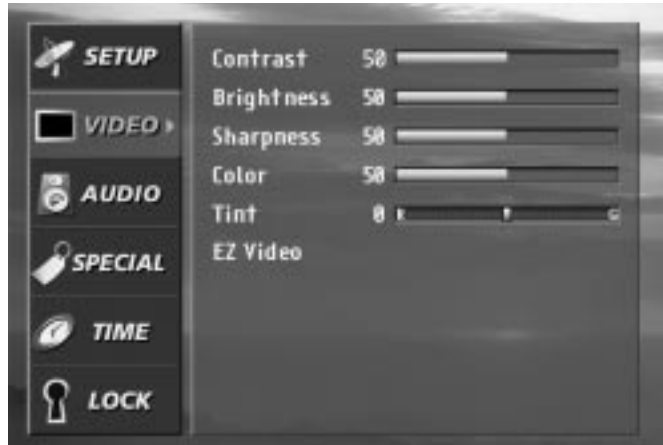 SETUP
VIDEO
AUDIO
SPECIAL
TIME
LOCK
Contrast 50
Brightness 50
Sharpness 50
Color 50
Tint 0 R G
EZ Video